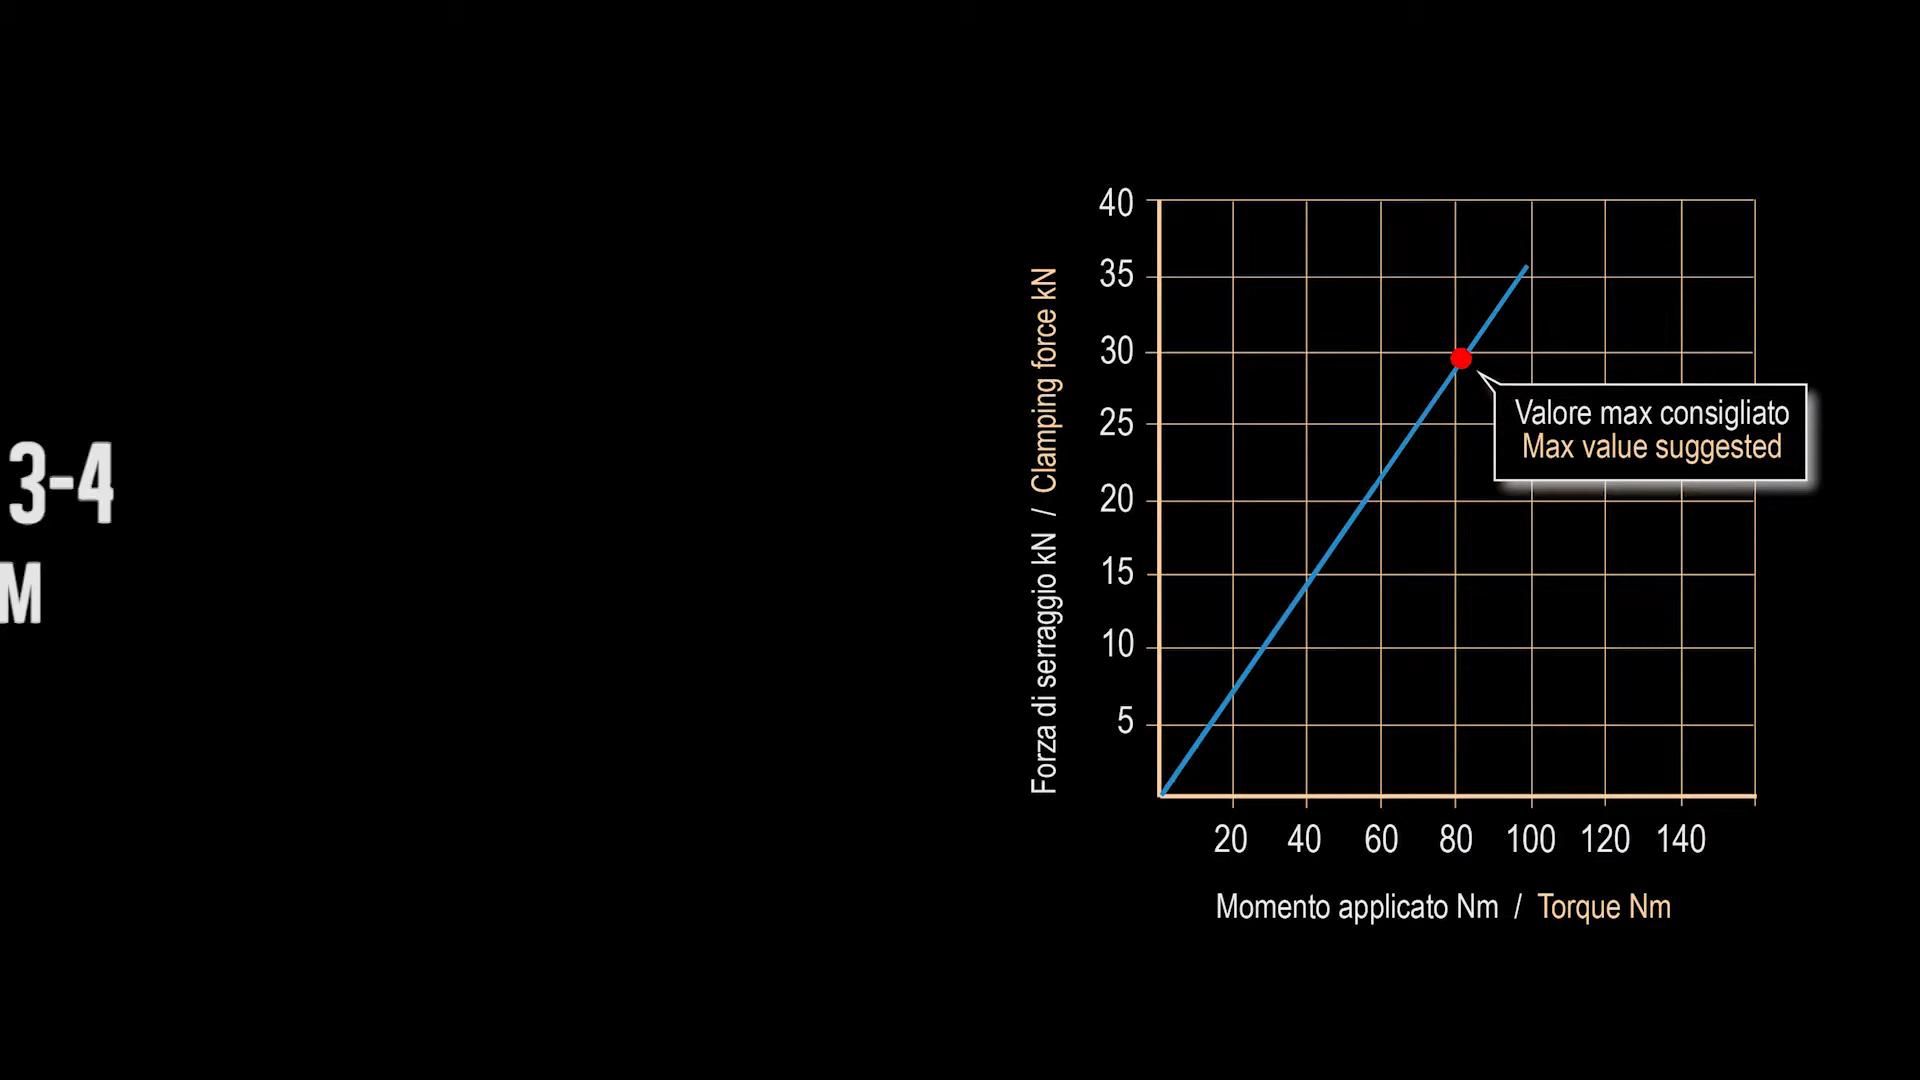 3-4
M
Forza di serraggio kN / Clamping force kN
40
35
30
25
20
15
10
5
Valore max consigliato
Max value suggested
20 40 60 80 100 120 140
Momento applicato Nm / Torque Nm